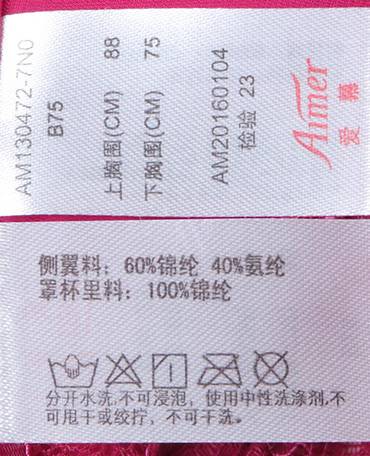 AM130472-7N0
B75
上胸围(CM) 88
下胸围(CM) 75
AM20160104
检验 23
Aimer
爱慕
侧翼料：60%锦纶 40%氨纶
罩杯里料：100%锦纶
分开水洗,不可浸泡，使用中性洗涤剂,不
可甩干或绞拧，不可干洗。